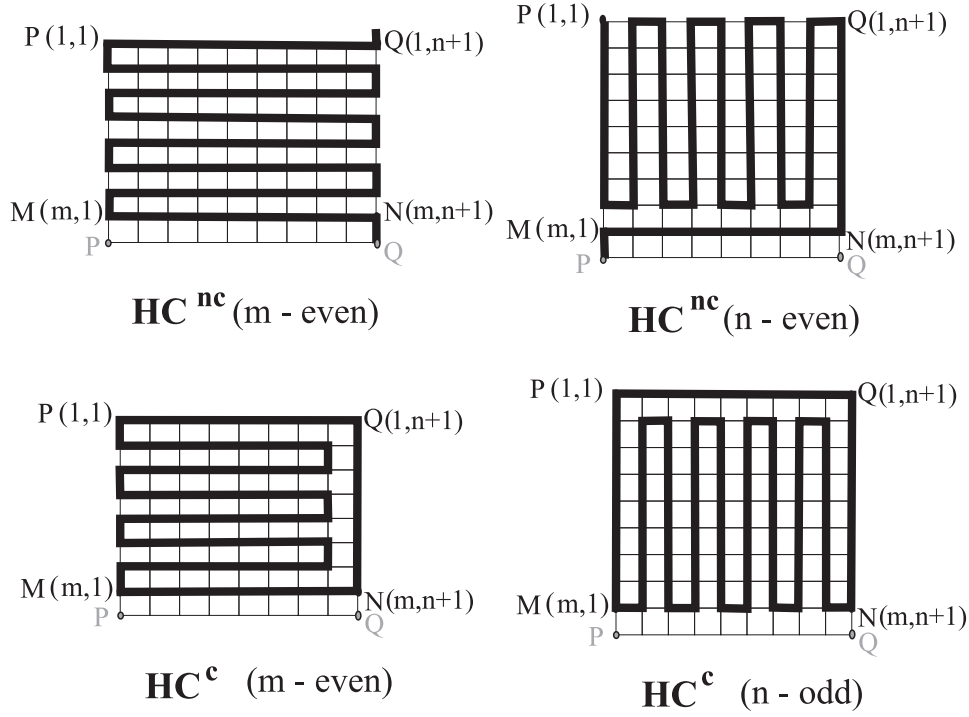 P (1,1) Q(1,n+1)
M (m,1) N(m,n+1)
P Q
HC nc (m - even)
P (1,1) Q(1,n+1)
M (m,1) N(m,n+1)
P Q
HC nc (n - even)
P (1,1) Q(1,n+1)
M (m,1) N(m,n+1)
P Q
HC c (m - even)
P (1,1) Q(1,n+1)
M (m,1) N(m,n+1)
P Q
HC c (n - odd)